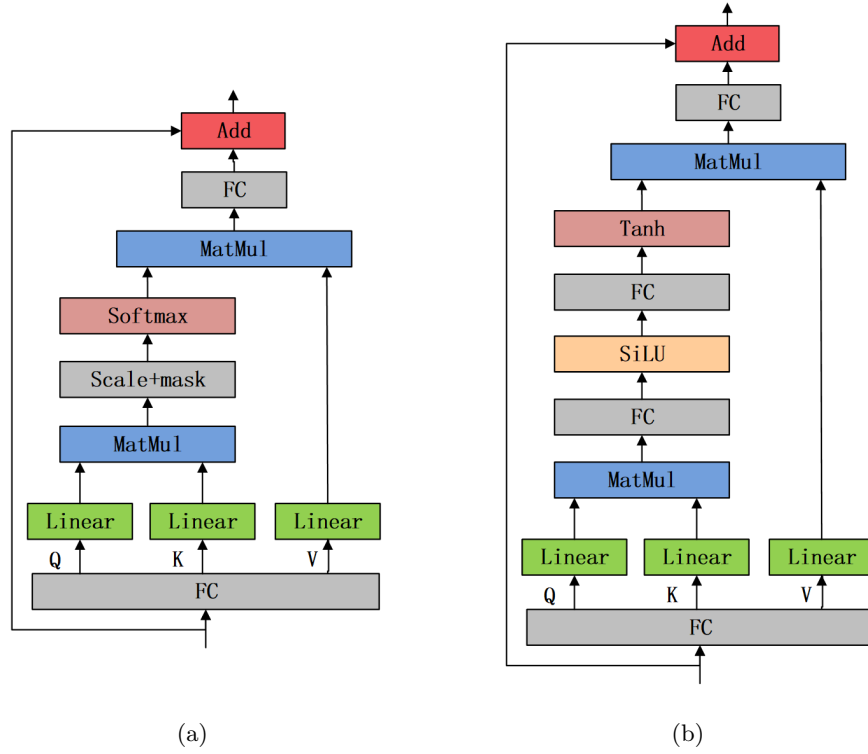 Add
FC
MatMul
Softmax
Scale+mask
MatMul
Linear Linear Linear
Q K V
FC
(a)
Add
FC
MatMul
Tanh
FC
SiLU
FC
MatMul
Linear Linear Linear
Q K V
FC
(b)